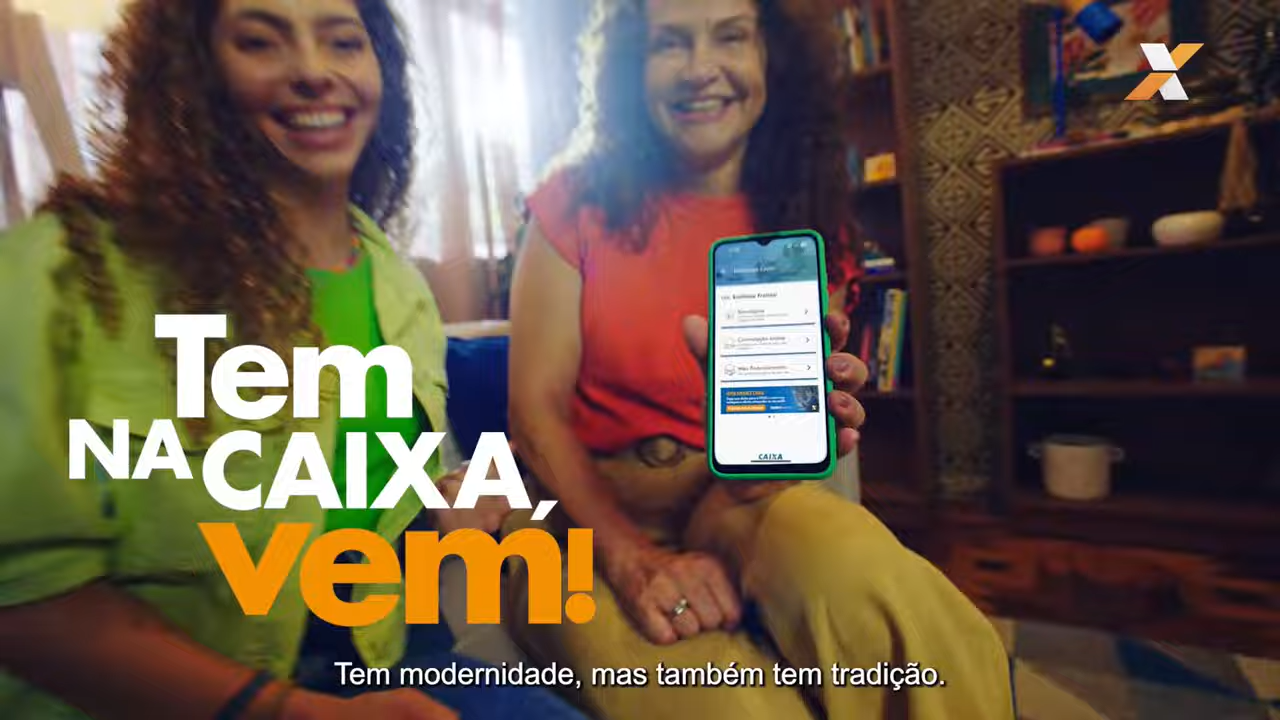 Tem
NA CAIXA,
vem!
CAIXA
Tem modernidade, mas também tem tradição.